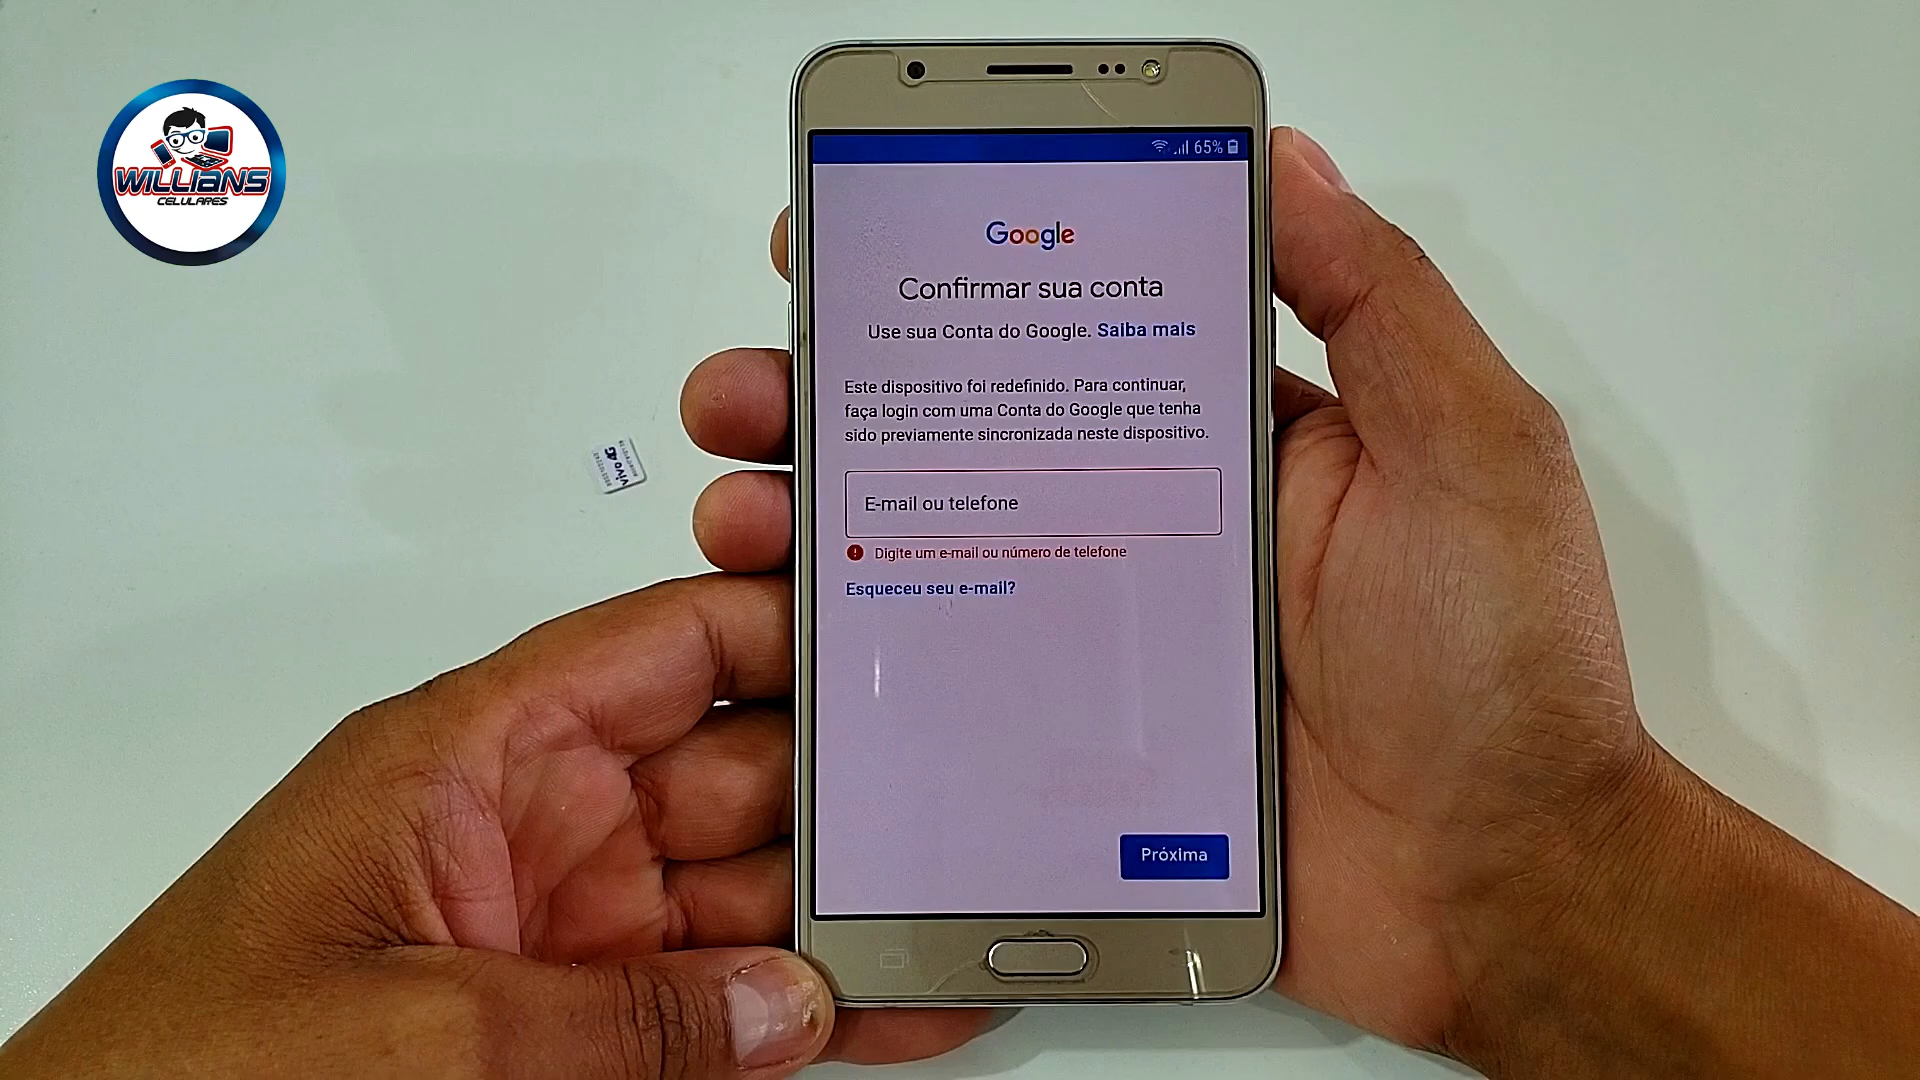 WILLIANS
CELULARES
65%
Google
Confirmar sua conta
Use sua Conta do Google. Saiba mais
Este dispositivo foi redefinido. Para continuar,
faça login com uma Conta do Google que tenha
sido previamente sincronizada neste dispositivo.
E-mail ou telefone
Digite um e-mail ou número de telefone
Esqueceu seu e-mail?
Próxima
vivo 4G